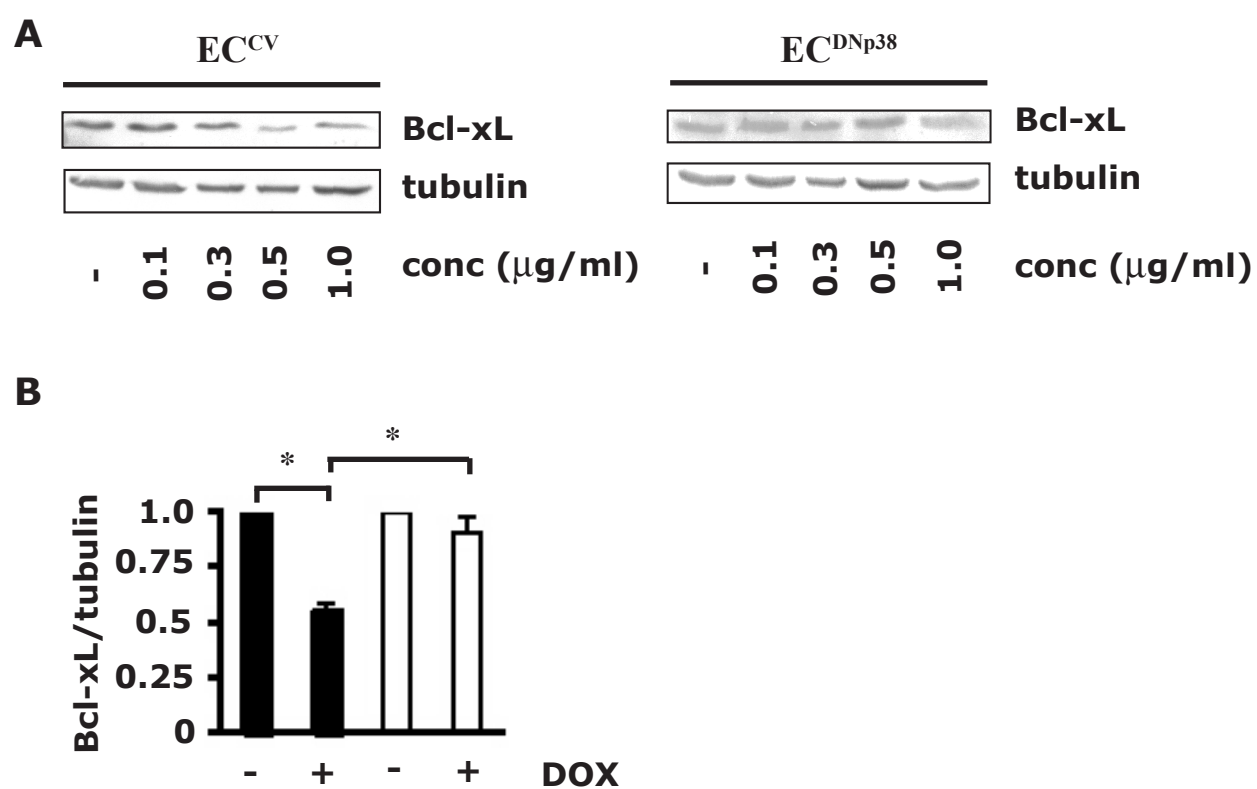 A
EC^CV
EC^DNp38
Bcl-xL
Bcl-xL
tubulin
tubulin
- 0.1 0.3 0.5 1.0 conc (μg/ml)
- 0.1 0.3 0.5 1.0 conc (μg/ml)
B
* *
Bcl-xL/tubulin
1.0
0.75
0.5
0.25
0
- + - + DOX